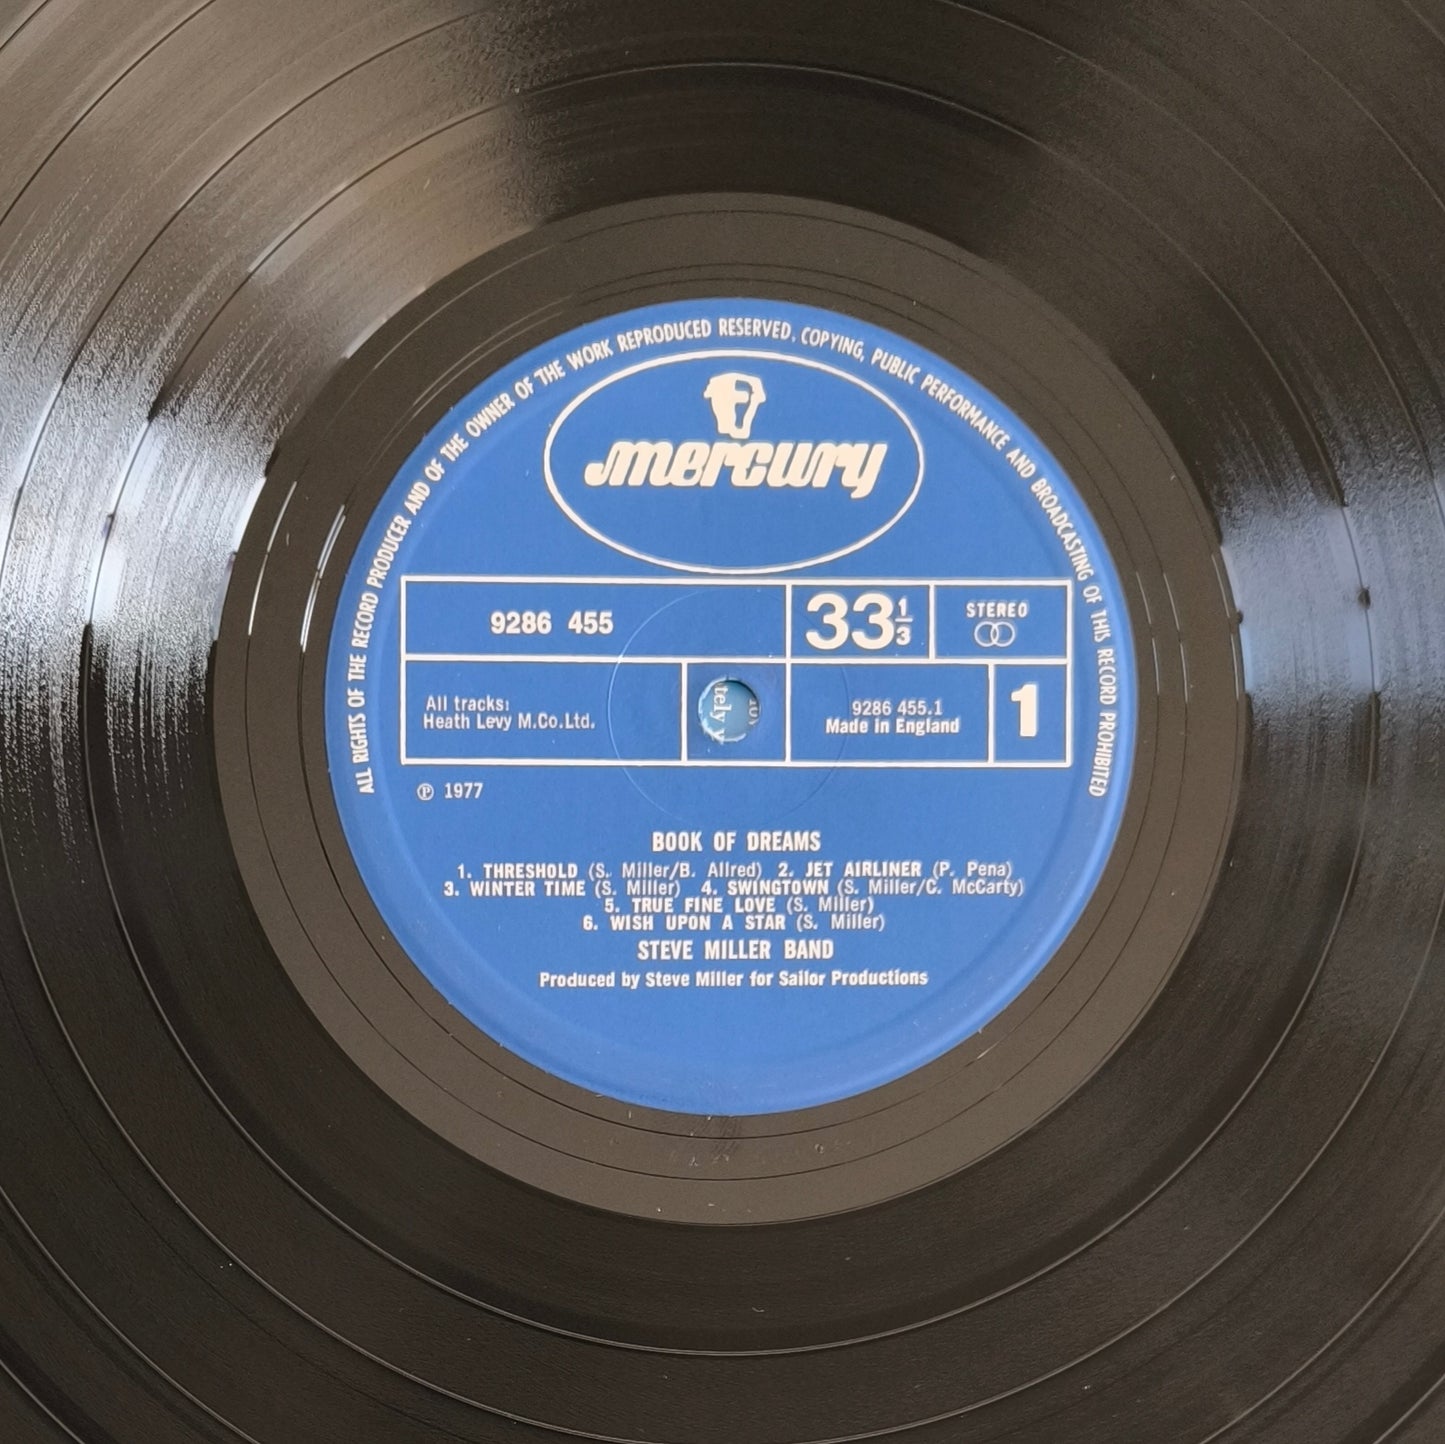 ALL RIGHTS OF THE RECORD PRODUCER AND OF THE OWNER OF THE WORK REPRODUCED RESERVED. COPYING, PUBLIC PERFORMANCE AND BROADCASTING OF THIS RECORD PROHIBITED
mercury
9286 455
33 1/3
STEREO
All tracks:
Heath Levy M.Co.Ltd.
tely
9286 455.1
Made in England
1
℗ 1977
BOOK OF DREAMS
1. THRESHOLD (S. Miller/B. Allred) 2. JET AIRLINER (P. Pena)
3. WINTER TIME (S. Miller) 4. SWINGTOWN (S. Miller/C. McCarty)
5. TRUE FINE LOVE (S. Miller)
6. WISH UPON A STAR (S. Miller)
STEVE MILLER BAND
Produced by Steve Miller for Sailor Productions